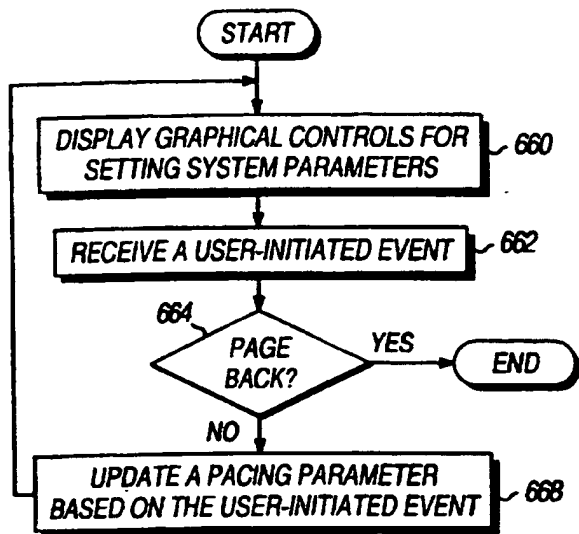 START
DISPLAY GRAPHICAL CONTROLS FOR
SETTING SYSTEM PARAMETERS
660
RECEIVE A USER-INITIATED EVENT
662
664
PAGE
BACK?
YES
END
NO
UPDATE A PACING PARAMETER
BASED ON THE USER-INITIATED EVENT
668